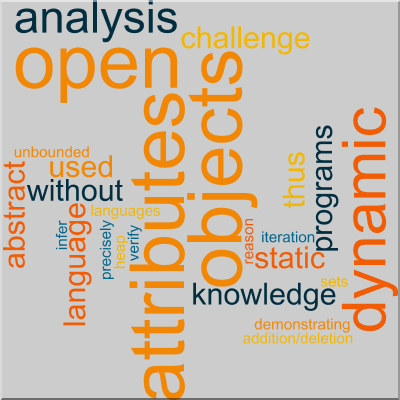 analysis
open
challenge
attributes
objects
dynamic
unbounded
used
abstract
without
programs
thus
languages
language
infer
precisely
heap
verify
reason
iteration
static
sets
knowledge
demonstrating
addition/deletion